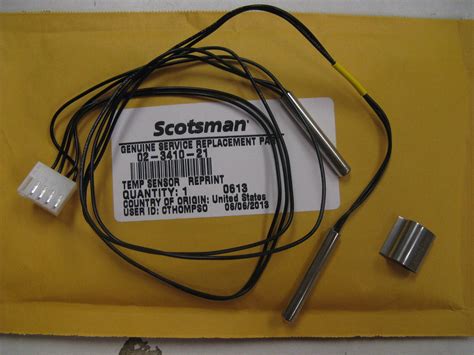 Scotsman
GENUINE SERVICE REPLACEMENT PA
02-3410-21
TEMP SENSOR REPRINT
QUANTITY: 1 0613
COUNTRY OF ORIGIN: United States
USER ID: CTHOMPSO 06/06/2013